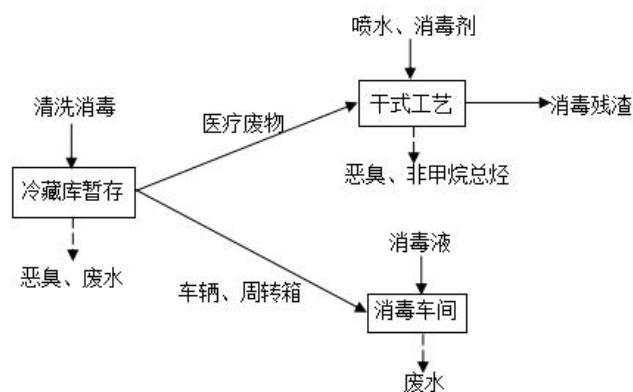 喷水、消毒剂
清洗消毒
医疗废物
干式工艺
消毒残渣
冷藏库暂存
恶臭、非甲烷总烃
恶臭、废水
车辆、周转箱
消毒液
消毒车间
废水